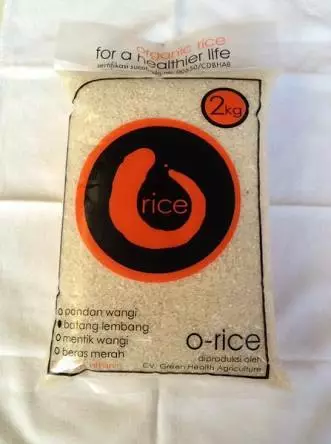 organic rice
for a healthier life
2kg
rice
pandan wangi
batang lembang
mentik wangi
beras merah
o-rice
diproduksi oleh
CV. Green Health Agriculture